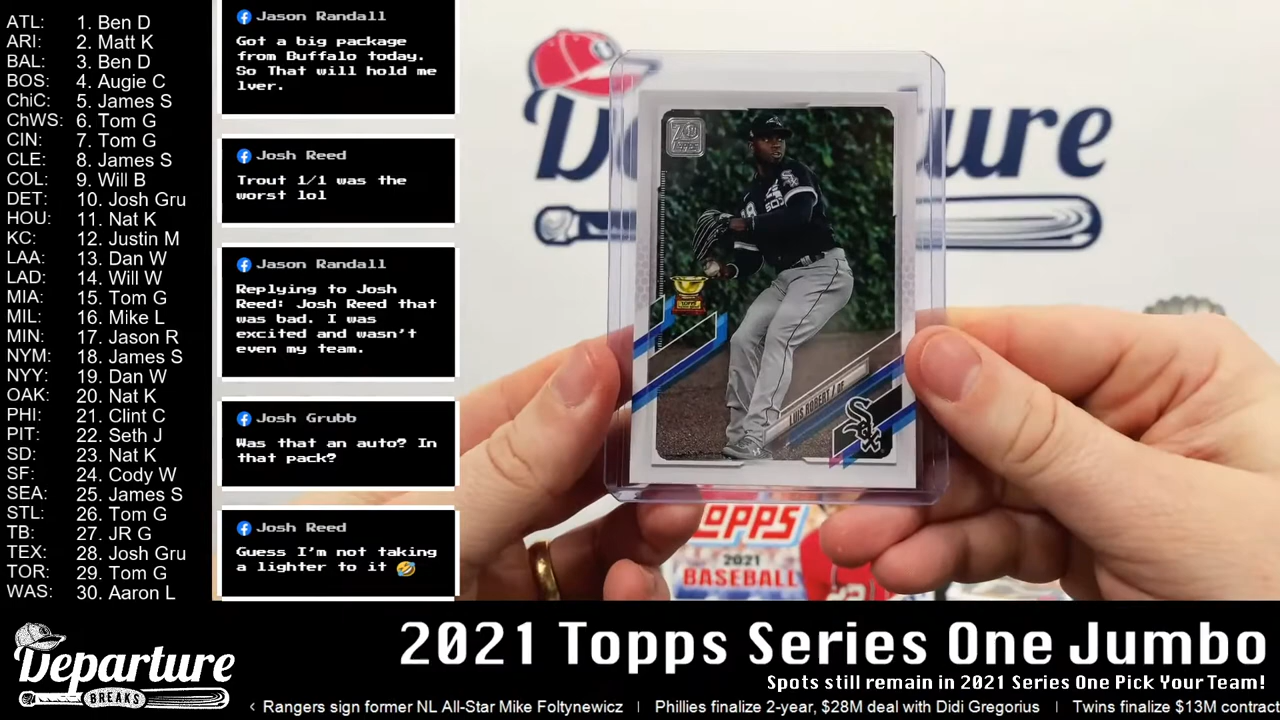 ATL: 1. Ben D
ARI: 2. Matt K
BAL: 3. Ben D
BOS: 4. Augie C
ChiC: 5. James S
ChWS: 6. Tom G
CIN: 7. Tom G
CLE: 8. James S
COL: 9. Will B
DET: 10. Josh Gru
HOU: 11. Nat K
KC: 12. Justin M
LAA: 13. Dan W
LAD: 14. Will W
MIA: 15. Tom G
MIL: 16. Mike L
MIN: 17. Jason R
NYM: 18. James S
NYY: 19. Dan W
OAK: 20. Nat K
PHI: 21. Clint C
PIT: 22. Seth J
SD: 23. Nat K
SF: 24. Cody W
SEA: 25. James S
STL: 26. Tom G
TB: 27. JR G
TEX: 28. Josh Gru
TOR: 29. Tom G
WAS: 30. Aaron L
Jason Randall
Got a big package
from Buffalo today.
So That will hold me
lver.
Josh Reed
Trout 1/1 was the
worst lol
Jason Randall
Replying to Josh
Reed: Josh Reed that
was bad. I was
excited and wasn't
even my team.
Josh Grubb
Was that an auto? In
that pack?
Josh Reed
Guess I'm not taking
a lighter to it 🤣
Topps
LUIS ROBERT / OF
Sox
TOPPS
2021
BASEBALL
Departure
BREAKS
2021 Topps Series One Jumbo
Spots still remain in 2021 Series One Pick Your Team!
‹ Rangers sign former NL All-Star Mike Foltynewicz | Phillies finalize 2-year, $28M deal with Didi Gregorius | Twins finalize $13M contract